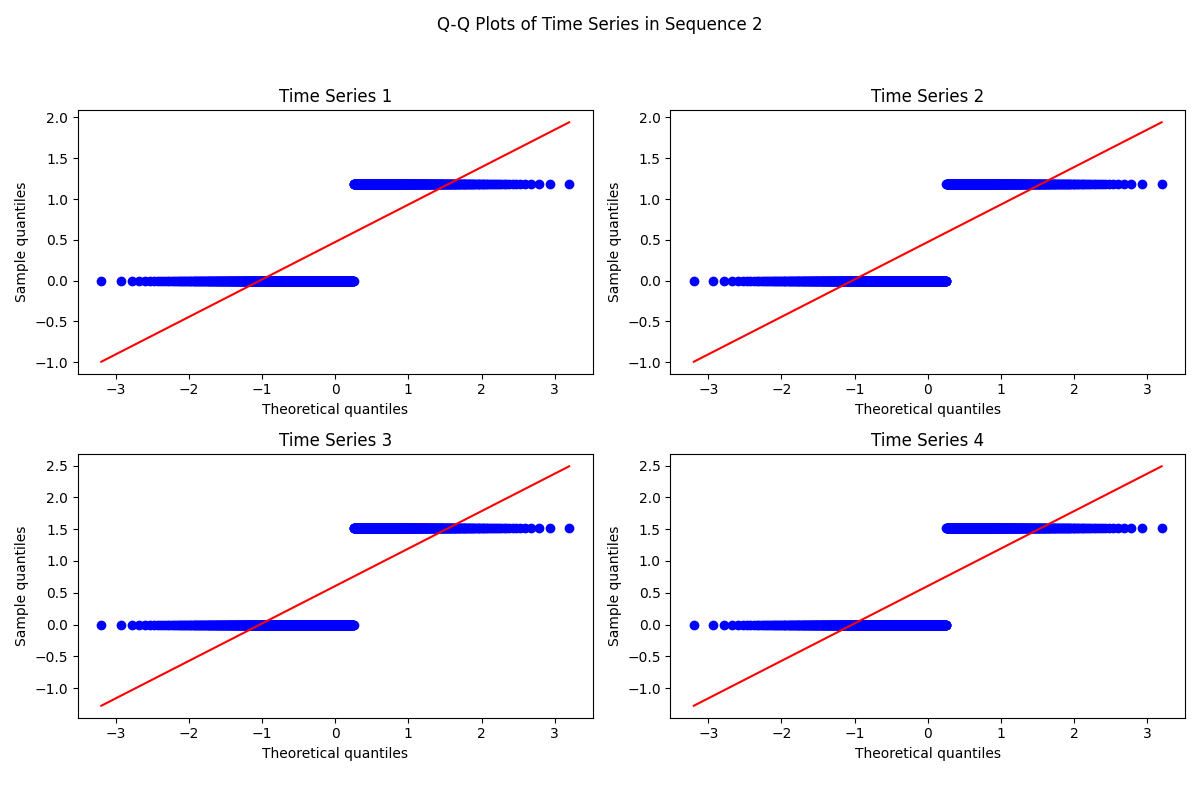 Q-Q Plots of Time Series in Sequence 2
Time Series 1
2.0
1.5
1.0
0.5
0.0
−0.5
−1.0
Sample quantiles
−3 −2 −1 0 1 2 3
Theoretical quantiles
Time Series 2
2.0
1.5
1.0
0.5
0.0
−0.5
−1.0
Sample quantiles
−3 −2 −1 0 1 2 3
Theoretical quantiles
Time Series 3
2.5
2.0
1.5
1.0
0.5
0.0
−0.5
−1.0
Sample quantiles
−3 −2 −1 0 1 2 3
Theoretical quantiles
Time Series 4
2.5
2.0
1.5
1.0
0.5
0.0
−0.5
−1.0
Sample quantiles
−3 −2 −1 0 1 2 3
Theoretical quantiles